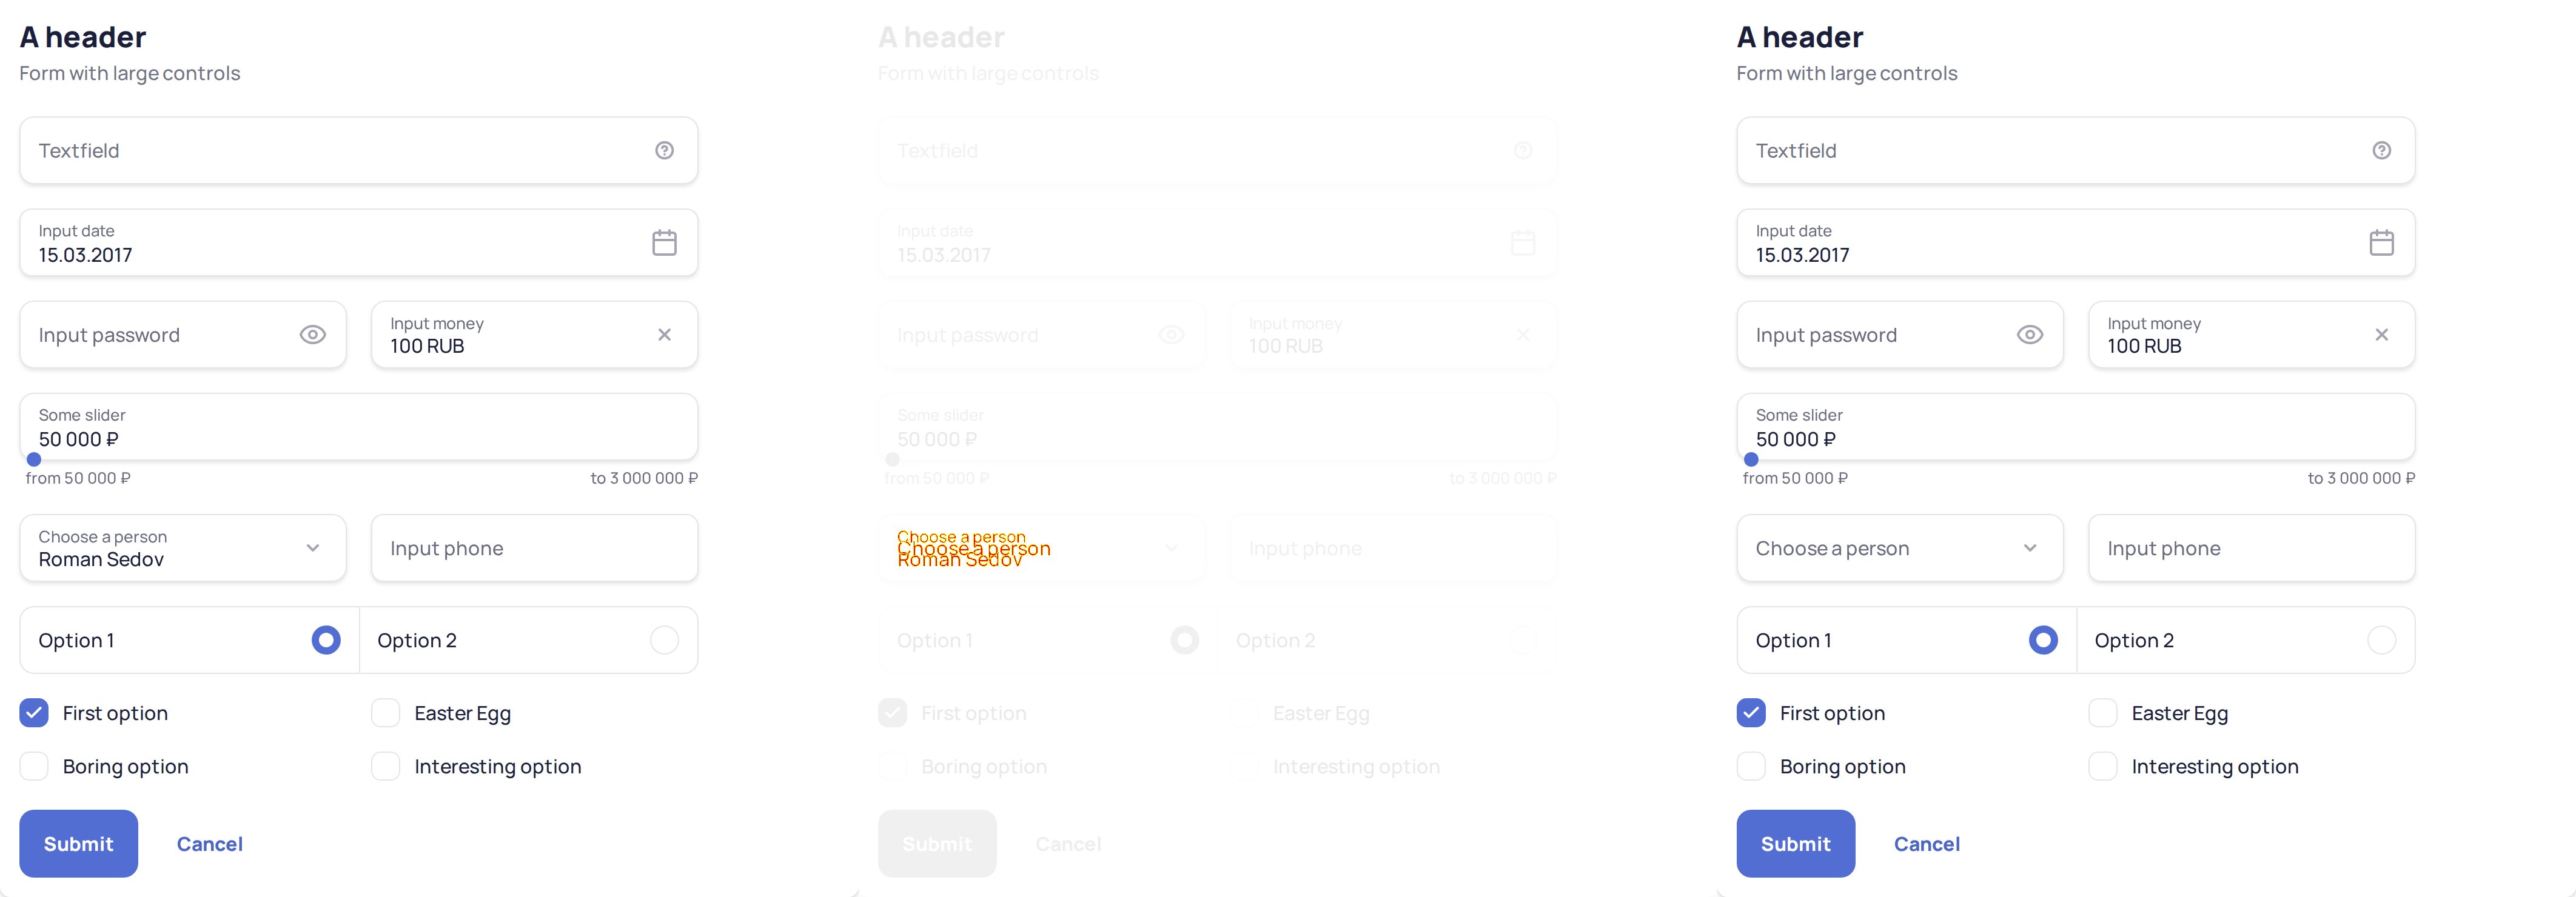 A header
Form with large controls
Textfield
Input date
15.03.2017
Input password
Input money
100 RUB
Some slider
50 000 ₽
from 50 000 ₽
to 3 000 000 ₽
Choose a person
Roman Sedov
Input phone
Option 1
Option 2
First option
Easter Egg
Boring option
Interesting option
Submit
Cancel
A header
Form with large controls
Textfield
Input date
15.03.2017
Input password
Input money
100 RUB
Some slider
50 000 ₽
from 50 000 ₽
to 3 000 000 ₽
Choose a person
Choose a person
Roman Sedov
Input phone
Option 1
Option 2
First option
Easter Egg
Boring option
Interesting option
Submit
Cancel
A header
Form with large controls
Textfield
Input date
15.03.2017
Input password
Input money
100 RUB
Some slider
50 000 ₽
from 50 000 ₽
to 3 000 000 ₽
Choose a person
Input phone
Option 1
Option 2
First option
Easter Egg
Boring option
Interesting option
Submit
Cancel